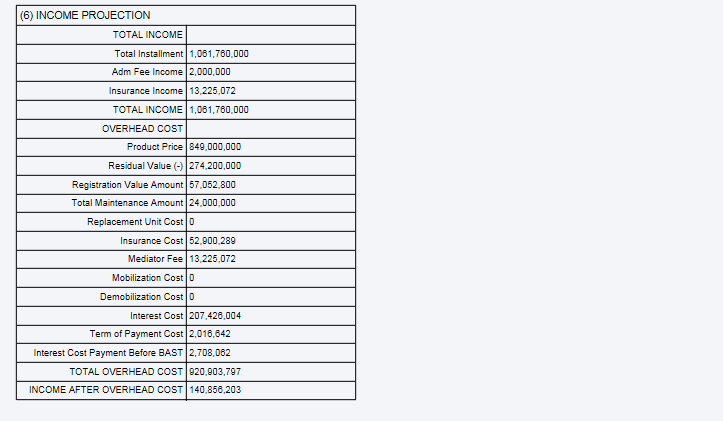 (6) INCOME PROJECTION
TOTAL INCOME
Total Installment 1,061,760,000
Adm Fee Income 2,000,000
Insurance Income 13,225,072
TOTAL INCOME 1,061,760,000
OVERHEAD COST
Product Price 849,000,000
Residual Value (-) 274,200,000
Registration Value Amount 57,052,800
Total Maintenance Amount 24,000,000
Replacement Unit Cost 0
Insurance Cost 52,900,289
Mediator Fee 13,225,072
Mobilization Cost 0
Demobilization Cost 0
Interest Cost 207,426,004
Term of Payment Cost 2,016,642
Interest Cost Payment Before BAST 2,708,062
TOTAL OVERHEAD COST 920,903,797
INCOME AFTER OVERHEAD COST 140,856,203